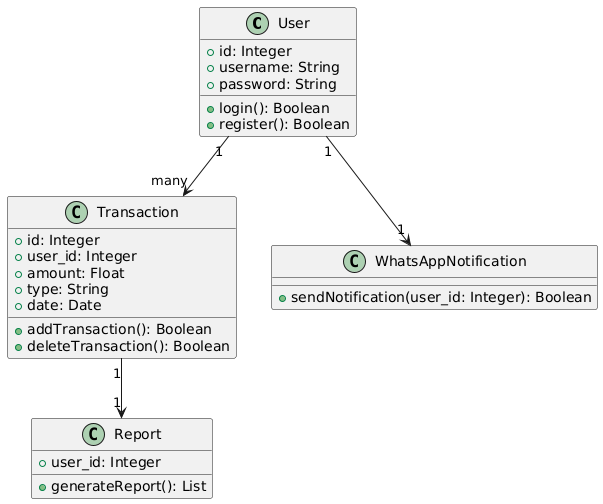 C User
id: Integer
username: String
password: String
login(): Boolean
register(): Boolean
1
1
many
1
C Transaction
id: Integer
user_id: Integer
amount: Float
type: String
date: Date
addTransaction(): Boolean
deleteTransaction(): Boolean
C WhatsAppNotification
sendNotification(user_id: Integer): Boolean
1
1
C Report
user_id: Integer
generateReport(): List